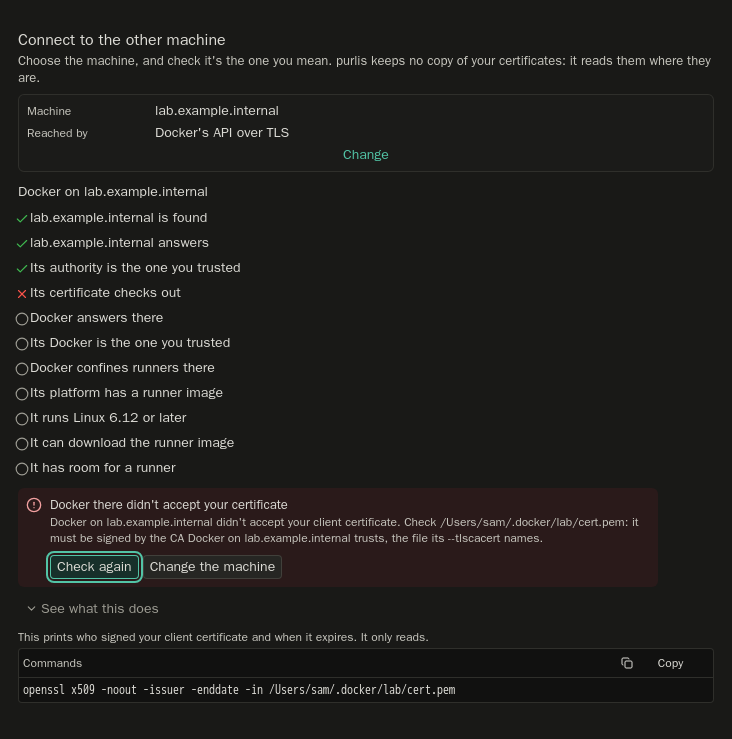 Connect to the other machine
Choose the machine, and check it's the one you mean. purlis keeps no copy of your certificates: it reads them where they
are.
Machine lab.example.internal
Reached by Docker's API over TLS
Change
Docker on lab.example.internal
lab.example.internal is found
lab.example.internal answers
Its authority is the one you trusted
Its certificate checks out
Docker answers there
Its Docker is the one you trusted
Docker confines runners there
Its platform has a runner image
It runs Linux 6.12 or later
It can download the runner image
It has room for a runner
Docker there didn't accept your certificate
Docker on lab.example.internal didn't accept your client certificate. Check /Users/sam/.docker/lab/cert.pem: it
must be signed by the CA Docker on lab.example.internal trusts, the file its --tlscacert names.
Check again Change the machine
See what this does
This prints who signed your client certificate and when it expires. It only reads.
Commands Copy
openssl x509 -noout -issuer -enddate -in /Users/sam/.docker/lab/cert.pem